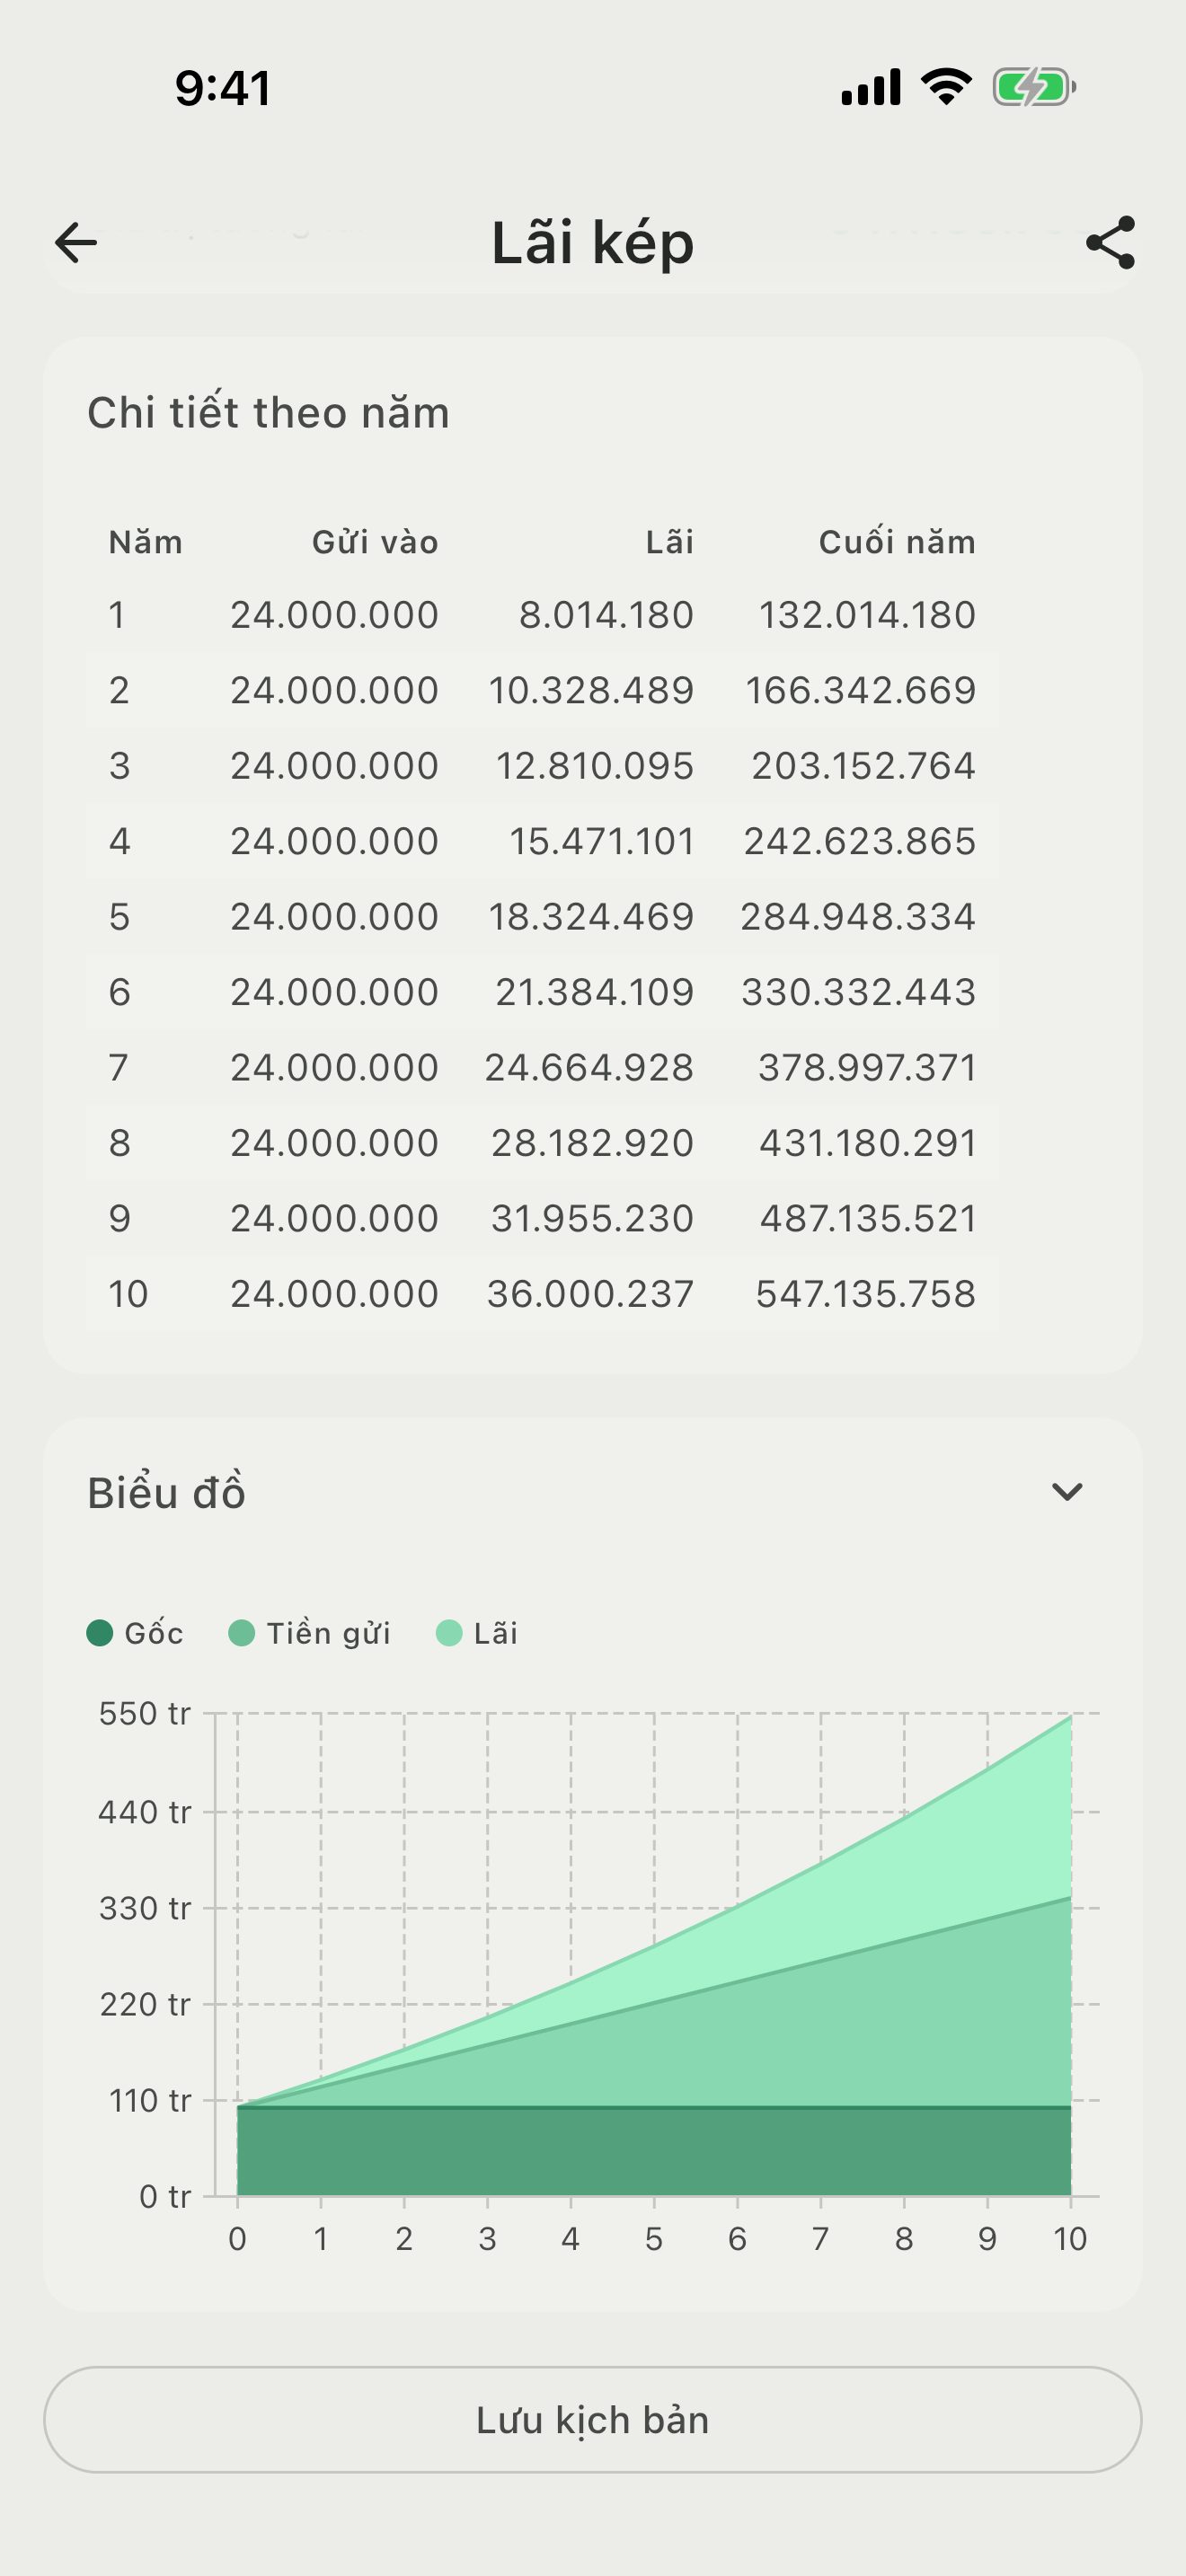 9:41
Lãi kép
Chi tiết theo năm
Năm Gửi vào Lãi Cuối năm
1 24.000.000 8.014.180 132.014.180
2 24.000.000 10.328.489 166.342.669
3 24.000.000 12.810.095 203.152.764
4 24.000.000 15.471.101 242.623.865
5 24.000.000 18.324.469 284.948.334
6 24.000.000 21.384.109 330.332.443
7 24.000.000 24.664.928 378.997.371
8 24.000.000 28.182.920 431.180.291
9 24.000.000 31.955.230 487.135.521
10 24.000.000 36.000.237 547.135.758
Biểu đồ
Gốc Tiền gửi Lãi
550 tr
440 tr
330 tr
220 tr
110 tr
0 tr
0 1 2 3 4 5 6 7 8 9 10
Lưu kịch bản